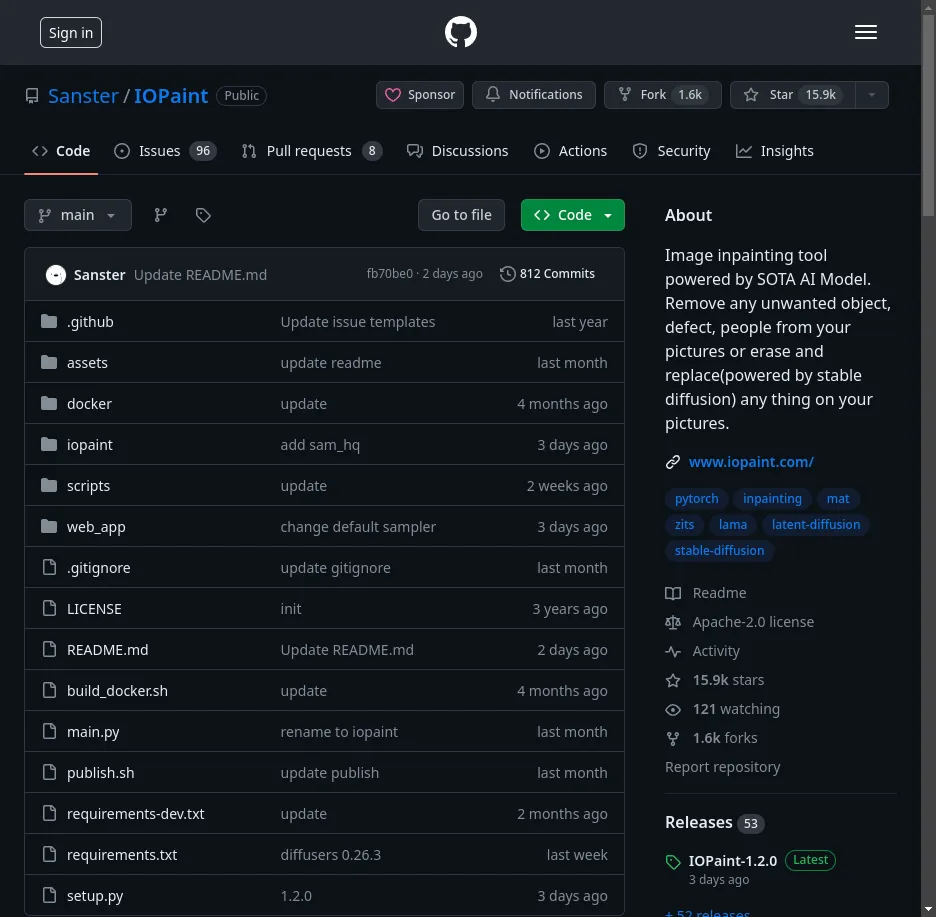 Sign in
Sanster / IOPaint Public
Sponsor Notifications Fork 1.6k Star 15.9k
Code Issues 96 Pull requests 8 Discussions Actions Security Insights
main Go to file Code
Sanster Update README.md fb70be0 · 2 days ago 812 Commits
.github Update issue templates last year
assets update readme last month
docker update 4 months ago
iopaint add sam_hq 3 days ago
scripts update 2 weeks ago
web_app change default sampler 3 days ago
.gitignore update gitignore last month
LICENSE init 3 years ago
README.md Update README.md 2 days ago
build_docker.sh update 4 months ago
main.py rename to iopaint last month
publish.sh update publish last month
requirements-dev.txt update 2 months ago
requirements.txt diffusers 0.26.3 last week
setup.py 1.2.0 3 days ago
About
Image inpainting tool
powered by SOTA AI Model.
Remove any unwanted object,
defect, people from your
pictures or erase and
replace(powered by stable
diffusion) any thing on your
pictures.
www.iopaint.com/
pytorch inpainting mat
zits lama latent-diffusion
stable-diffusion
Readme
Apache-2.0 license
Activity
15.9k stars
121 watching
1.6k forks
Report repository
Releases 53
IOPaint-1.2.0 Latest
3 days ago
+ 52 releases